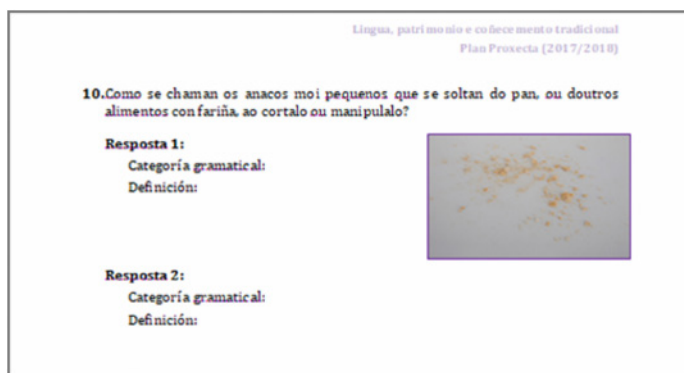 Lingua, patrimonio e coñecemento tradicional
Plan Proxecta (2017/2018)
10.Como se chaman os anacos moi pequenos que se soltan do pan, ou doutros
alimentos con fariña, ao cortalo ou manipulalo?
Resposta 1:
Categoría gramatical:
Definición:
Resposta 2:
Categoría gramatical:
Definición: